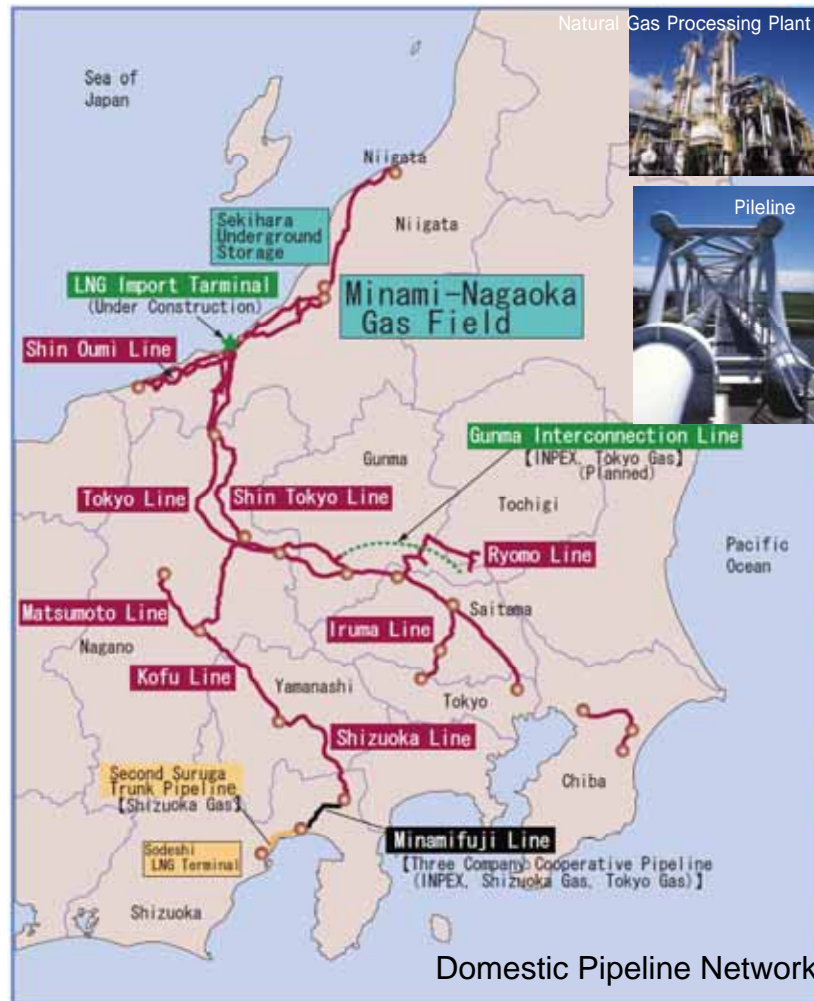 Natural Gas Processing Plant
Sea of
Japan
Niigata
Pileline
Sekihara
Underground
Storage
Niigata
LNG Import Tarminal
(Under Construction)
Minami-Nagaoka
Gas Field
Shin Oumi Line
Gunma Interconnection Line
【INPEX, Tokyo Gas】
(Planned)
Gunma
Tochigi
Tokyo Line
Shin Tokyo Line
Pacific
Ocean
Ryomo Line
Matsumoto Line
Saitama
Iruma Line
Nagano
Kofu Line
Yamanashi
Tokyo
Shizuoka Line
Second Suruga
Trunk Pipeline
【Shizuoka Gas】
Chiba
Minamifuji Line
Sodeshi
LNG Terminal
【Three Company Cooperative Pipeline
(INPEX, Shizuoka Gas, Tokyo Gas)】
Shizuoka
Domestic Pipeline Network